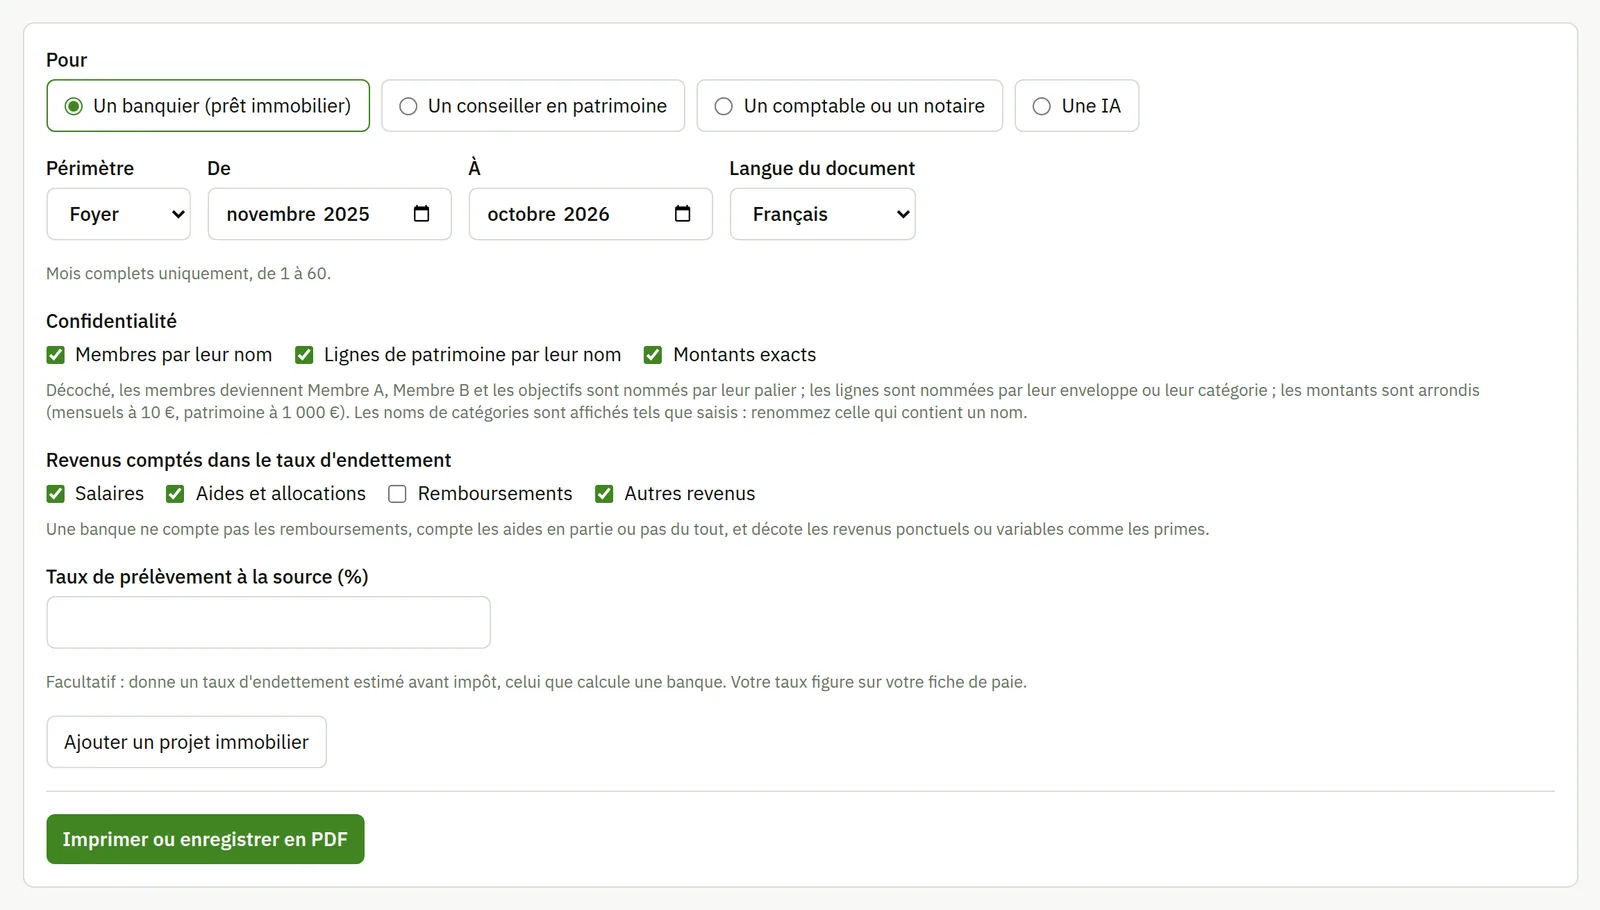 Pour
Un banquier (prêt immobilier)
Un conseiller en patrimoine
Un comptable ou un notaire
Une IA
Périmètre
De
À
Langue du document
Foyer
novembre 2025
octobre 2026
Français
Mois complets uniquement, de 1 à 60.
Confidentialité
Membres par leur nom
Lignes de patrimoine par leur nom
Montants exacts
Décoché, les membres deviennent Membre A, Membre B et les objectifs sont nommés par leur palier ; les lignes sont nommées par leur enveloppe ou leur catégorie ; les montants sont arrondis
(mensuels à 10 €, patrimoine à 1 000 €). Les noms de catégories sont affichés tels que saisis : renommez celle qui contient un nom.
Revenus comptés dans le taux d'endettement
Salaires
Aides et allocations
Remboursements
Autres revenus
Une banque ne compte pas les remboursements, compte les aides en partie ou pas du tout, et décote les revenus ponctuels ou variables comme les primes.
Taux de prélèvement à la source (%)
Facultatif : donne un taux d'endettement estimé avant impôt, celui que calcule une banque. Votre taux figure sur votre fiche de paie.
Ajouter un projet immobilier
Imprimer ou enregistrer en PDF